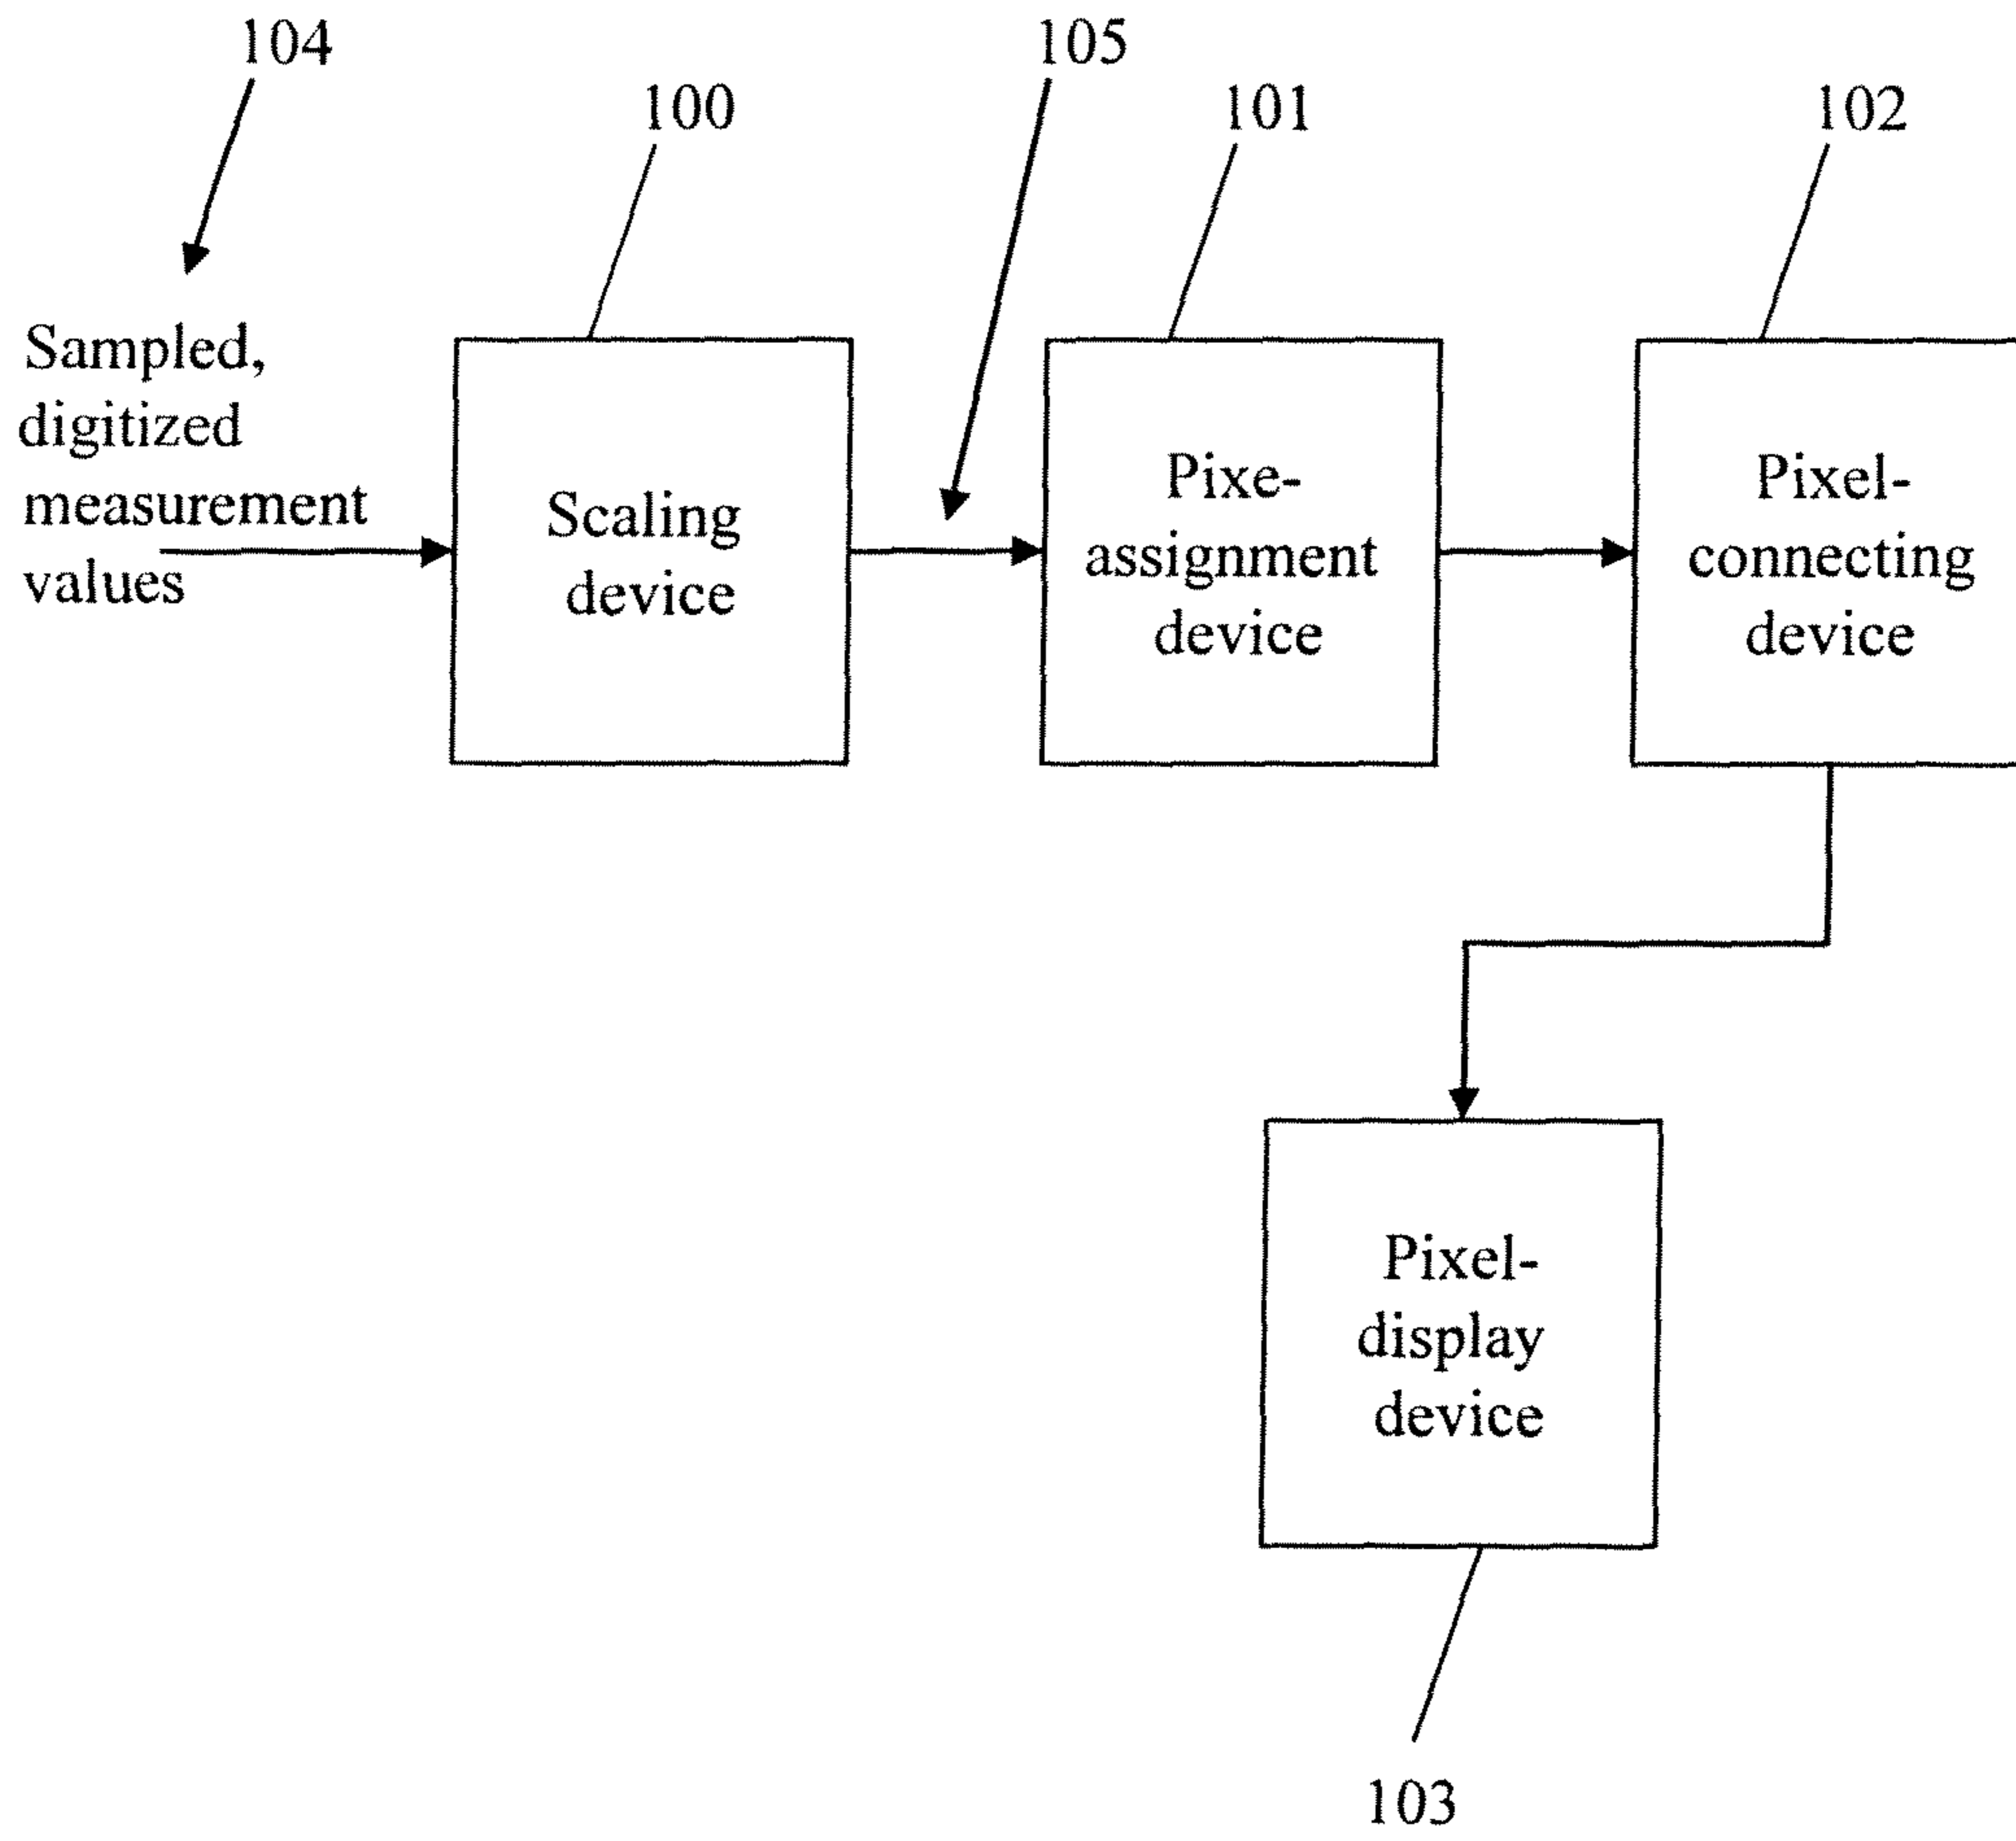 104
105
100
101
102
Sampled,
digitized
measurement
values
Scaling
device
Pixe-
assignment
device
Pixel-
connecting
device
Pixel-
display
device
103